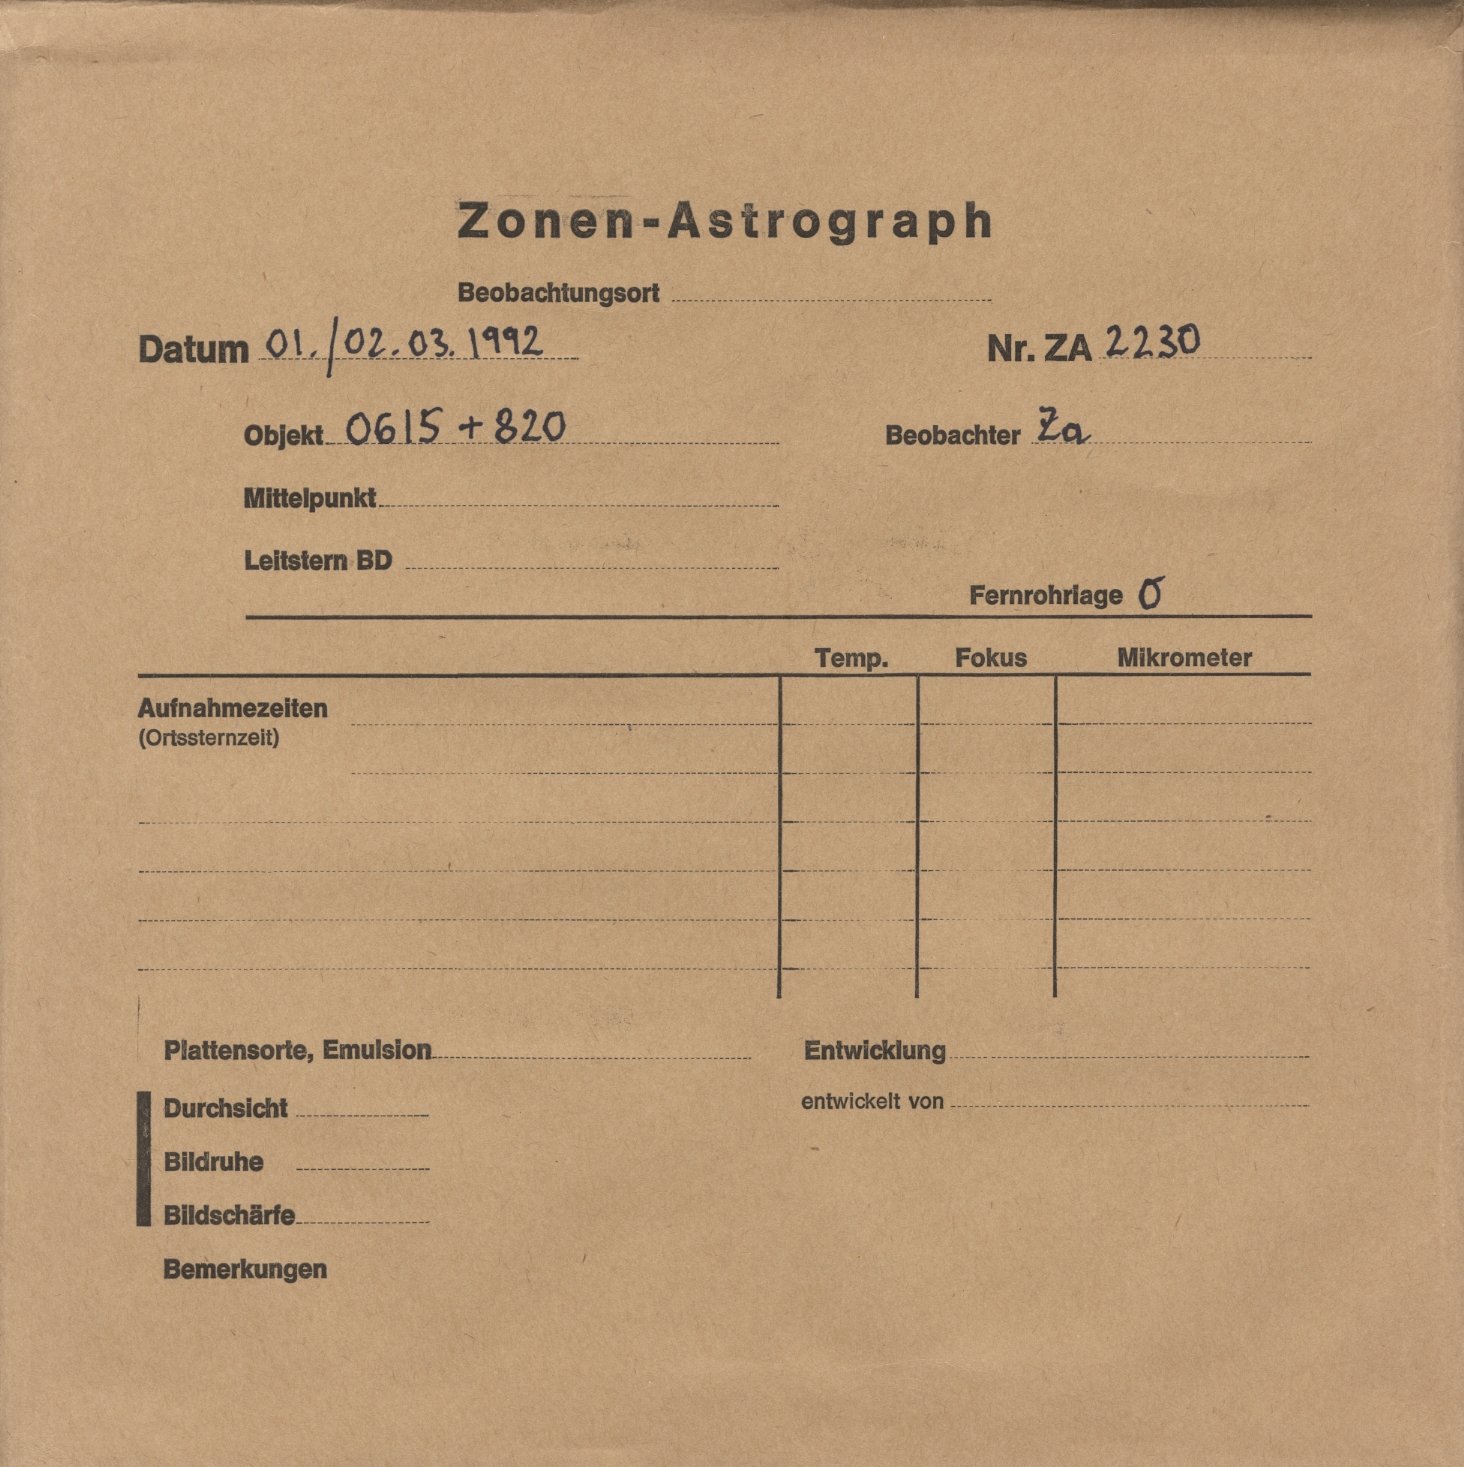 Zonen-Astrograph
Beobachtungsort
Datum 01./02.03.1992 Nr. ZA 2230
Objekt 0615 + 820 Beobachter Za
Mittelpunkt
Leitstern BD
Fernrohrlage O
Temp. Fokus Mikrometer
Aufnahmezeiten
(Ortssternzeit)
Plattensorte, Emulsion Entwicklung
Durchsicht entwickelt von
Bildruhe
Bildschärfe
Bemerkungen